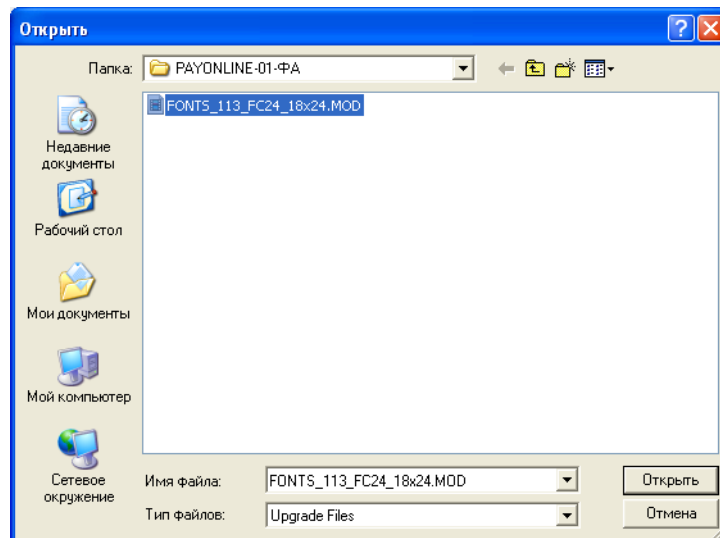 Открыть
Папка: PAYONLINE-01-ФА
FONTS_113_FC24_18x24.MOD
Недавние
документы
Рабочий стол
Мои документы
Мой компьютер
Сетевое
окружение
Имя файла: FONTS_113_FC24_18x24.MOD Открыть
Тип файлов: Upgrade Files Отмена